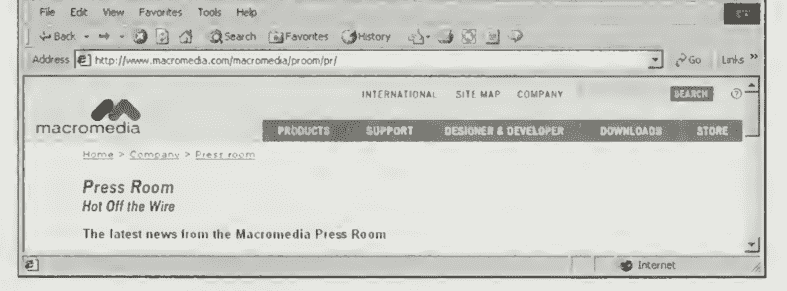 File Edit View Favorites Tools Help
Back Search Favorites History
Address http://www.macromedia.com/macromedia/proom/pr/ Go Links »
INTERNATIONAL SITE MAP COMPANY SEARCH ?
macromedia
PRODUCTS SUPPORT DESIGNER & DEVELOPER DOWNLOADS STORE
Home > Company > Press room
Press Room
Hot Off the Wire
The latest news from the Macromedia Press Room
Internet